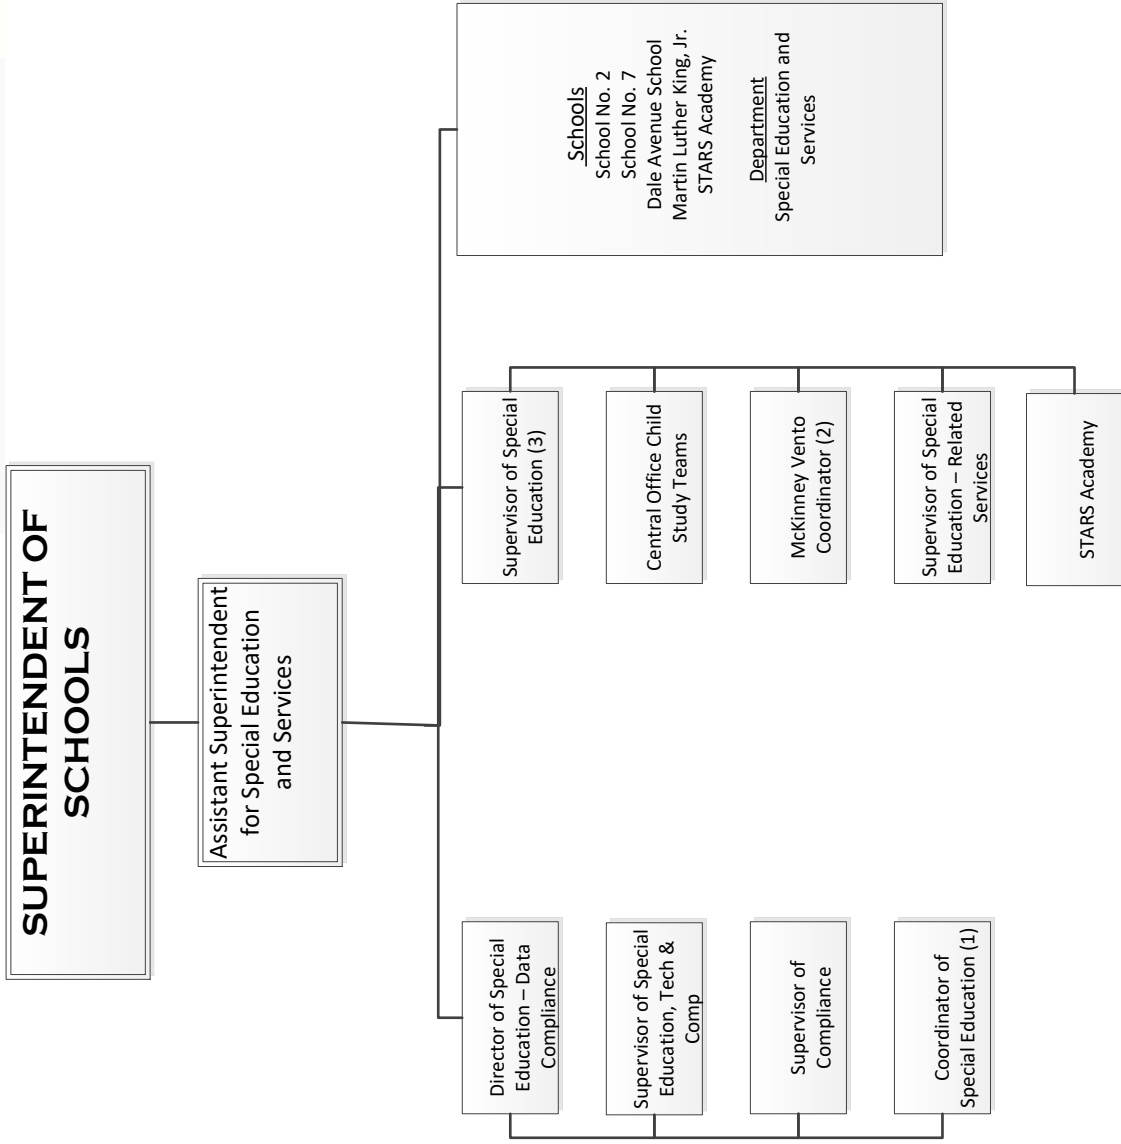 SUPERINTENDENT OF
SCHOOLS
Assistant Superintendent
for Special Education
and Services
Director of Special
Education – Data
Compliance
Supervisor of Special
Education, Tech &
Comp
Supervisor of
Compliance
Coordinator of
Special Education (1)
Supervisor of Special
Education (3)
Central Office Child
Study Teams
McKinney Vento
Coordinator (2)
Supervisor of Special
Education – Related
Services
STARS Academy
Schools
School No. 2
School No. 7
Dale Avenue School
Martin Luther King, Jr.
STARS Academy
Department
Special Education and
Services